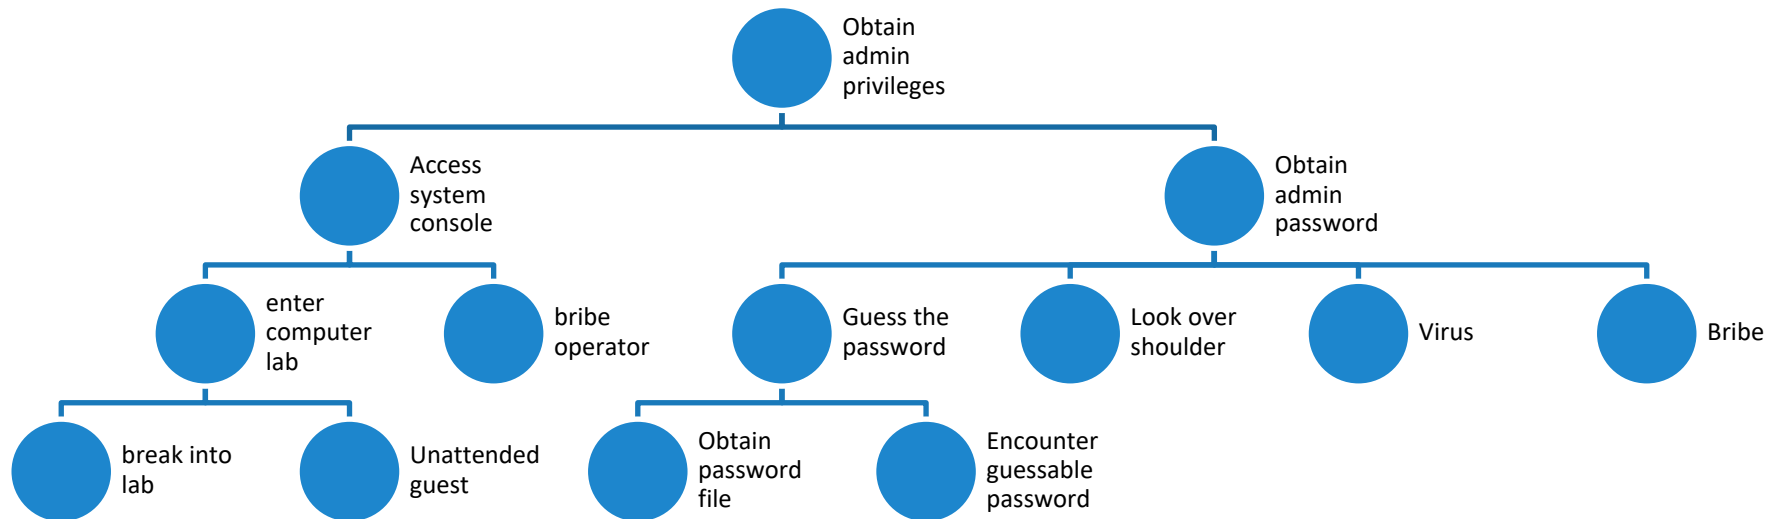 Obtain
admin
privileges
Access
system
console
Obtain
admin
password
enter
computer
lab
bribe
operator
Guess the
password
Look over
shoulder
Virus
Bribe
break into
lab
Unattended
guest
Obtain
password
file
Encounter
guessable
password